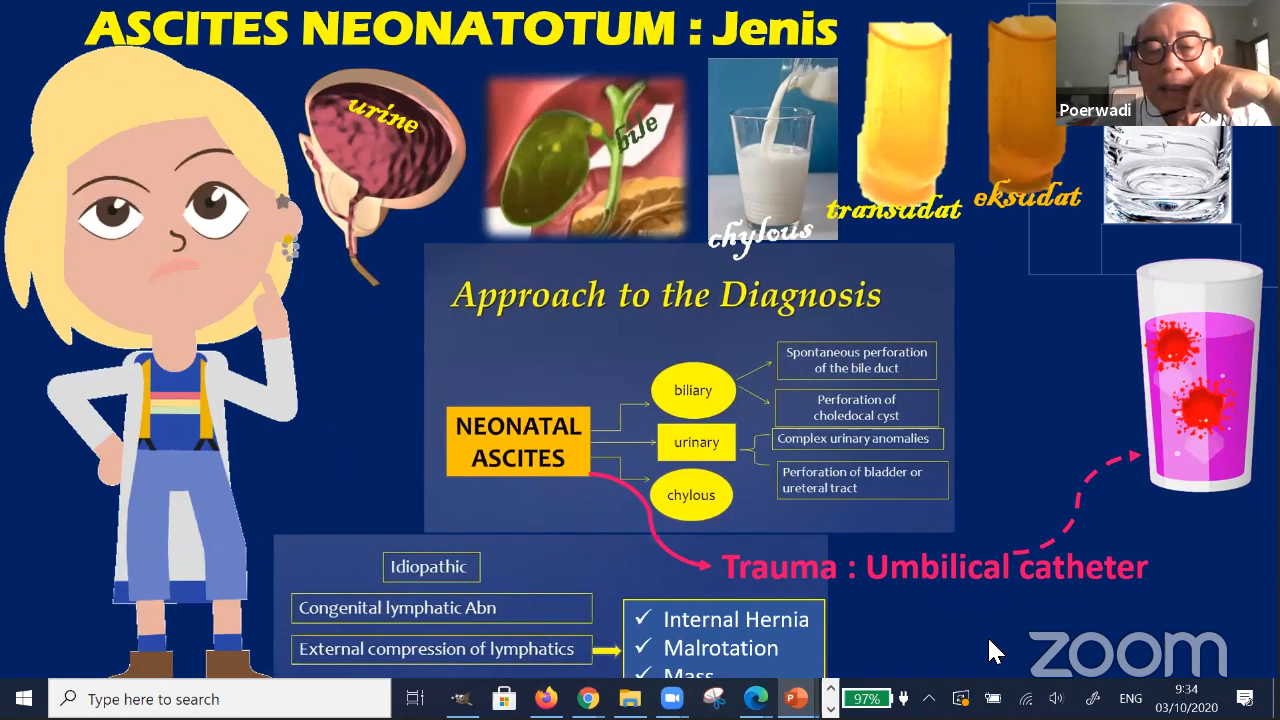 ASCITES NEONATOTUM : Jenis
Poerwadi
urine
bile
chylous
transudat
eksudat
Approach to the Diagnosis
NEONATAL
ASCITES
biliary
urinary
chylous
Spontaneous perforation
of the bile duct
Perforation of
choledocal cyst
Complex urinary anomalies
Perforation of bladder or
ureteral tract
Trauma : Umbilical catheter
Idiopathic
Congenital lymphatic Abn
External compression of lymphatics
✓ Internal Hernia
✓ Malrotation
Mass
zoom
Type here to search
97%
ENG
9:34
03/10/2020